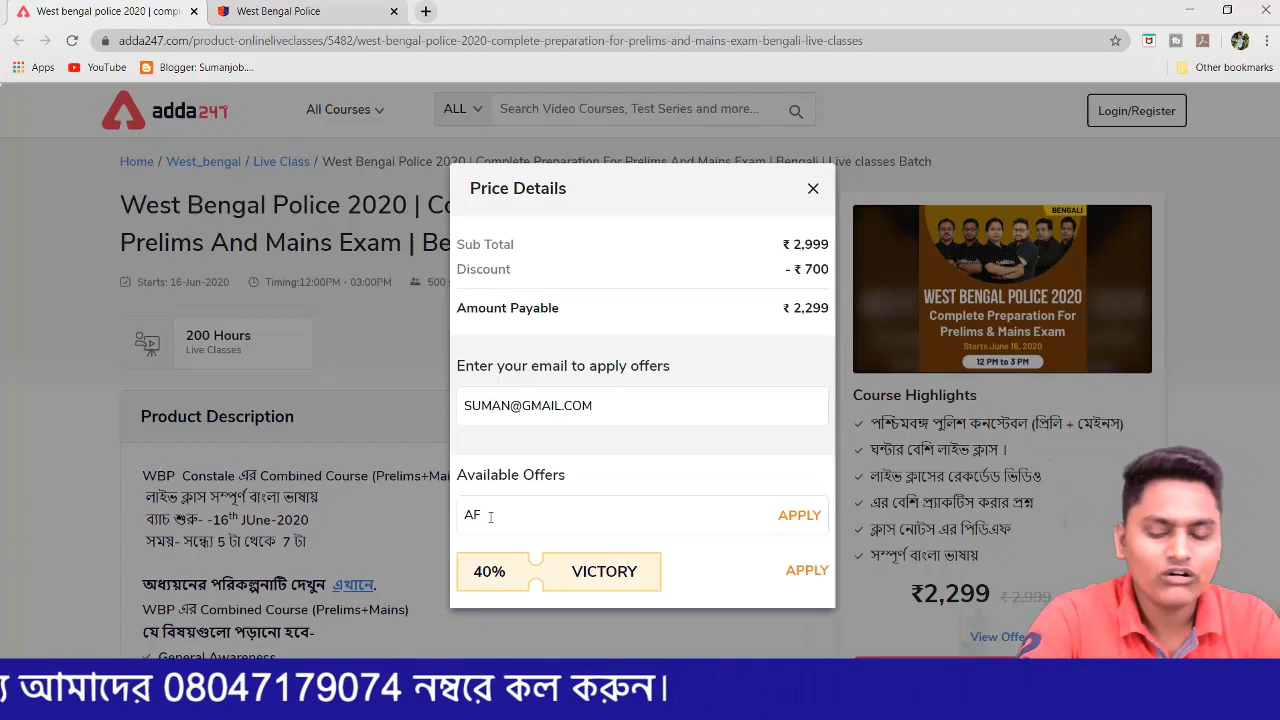 West bengal police 2020 | compl
West Bengal Police
adda247.com/product-onlineliveclasses/5482/west-bengal-police-2020-complete-preparation-for-prelims-and-mains-exam-bengali-live-classes
Apps
YouTube
Blogger: Sumanjob....
Other bookmarks
adda247
All Courses
ALL
Search Video Courses, Test Series and more...
Login/Register
Home / West_bengal / Live Class / West Bengal Police 2020 | Complete Preparation For Prelims And Mains Exam | Bengali | Live classes Batch
West Bengal Police 2020 | Co
Prelims And Mains Exam | Be
Starts: 16-Jun-2020
Timing:12:00PM - 03:00PM
500
200 Hours
Live Classes
Product Description
WBP Constale এর Combined Course (Prelims+Mai
লাইভ ক্লাস সম্পূর্ণ বাংলা ভাষায়
ব্যাচ শুরু- -16th JUne-2020
সময়- সন্ধ্যে 5 টা থেকে 7 টা
অধ্যয়নের পরিকল্পনাটি দেখুন এখানে.
WBP এর Combined Course (Prelims+Mains)
যে বিষয়গুলো পড়ানো হবে-
General Awareness
Price Details
Sub Total ₹ 2,999
Discount - ₹ 700
Amount Payable ₹ 2,299
Enter your email to apply offers
SUMAN@GMAIL.COM
Available Offers
AF APPLY
40% VICTORY APPLY
BENGALI
WEST BENGAL POLICE 2020
Complete Preparation For
Prelims & Mains Exam
Starts June 16, 2020
12 PM to 3 PM
Course Highlights
পশ্চিমবঙ্গ পুলিশ কনস্টেবল (প্রিলি + মেইনস)
ঘন্টার বেশি লাইভ ক্লাস ।
লাইভ ক্লাসের রেকর্ডেড ভিডিও
এর বেশি প্র্যাকটিস করার প্রশ্ন
ক্লাস নোটস এর পিডিএফ
সম্পূর্ণ বাংলা ভাষায়
₹2,299 ₹ 2,999
View Offe
্য আমাদের 08047179074 নম্বরে কল করুন।